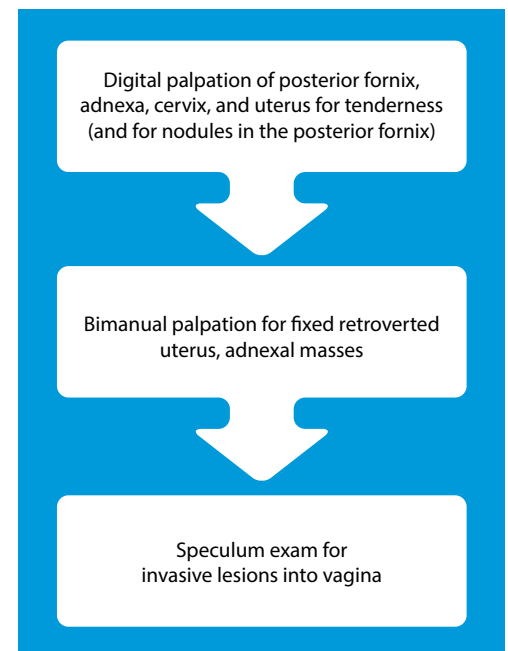 Digital palpation of posterior fornix,
adnexa, cervix, and uterus for tenderness
(and for nodules in the posterior fornix)
Bimanual palpation for fixed retroverted
uterus, adnexal masses
Speculum exam for
invasive lesions into vagina